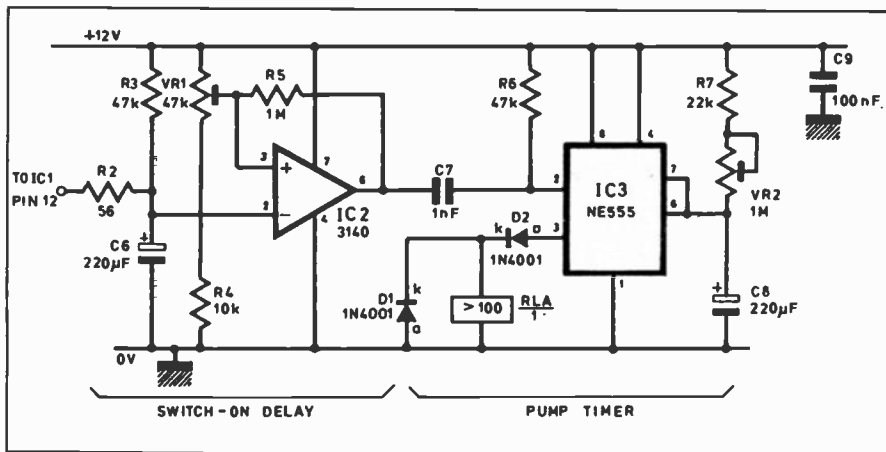 +12V
R3
47k
VR1
47k
R5
1M
R6
47k
R7
22k
C9
100nF
TO IC1
PIN 12
R2
56
3
+
2
−
7
6
4
IC2
3140
C7
1nF
8
4
2
7
6
3
1
IC3
NE555
VR2
1M
C6
+
220µF
R4
10k
D1
1N4001
k
a
D2
k
a
1N4001
>100
RLA
1
C8
+
220µF
0V
SWITCH-ON DELAY
PUMP TIMER